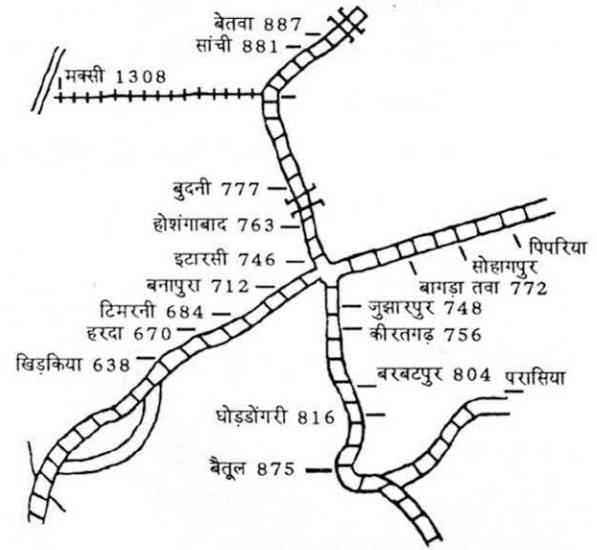 बेतवा 887
सांची 881
मक्सी 1308
बुदनी 777
होशंगाबाद 763
इटारसी 746
पिपरिया
सोहागपुर
बनापुरा 712
बागड़ा तवा 772
टिमरनी 684
जुझारपुर 748
हरदा 670
कीरतगढ़ 756
खिड़किया 638
बरबटपुर 804
परासिया
घोड़डोंगरी 816
बैतूल 875